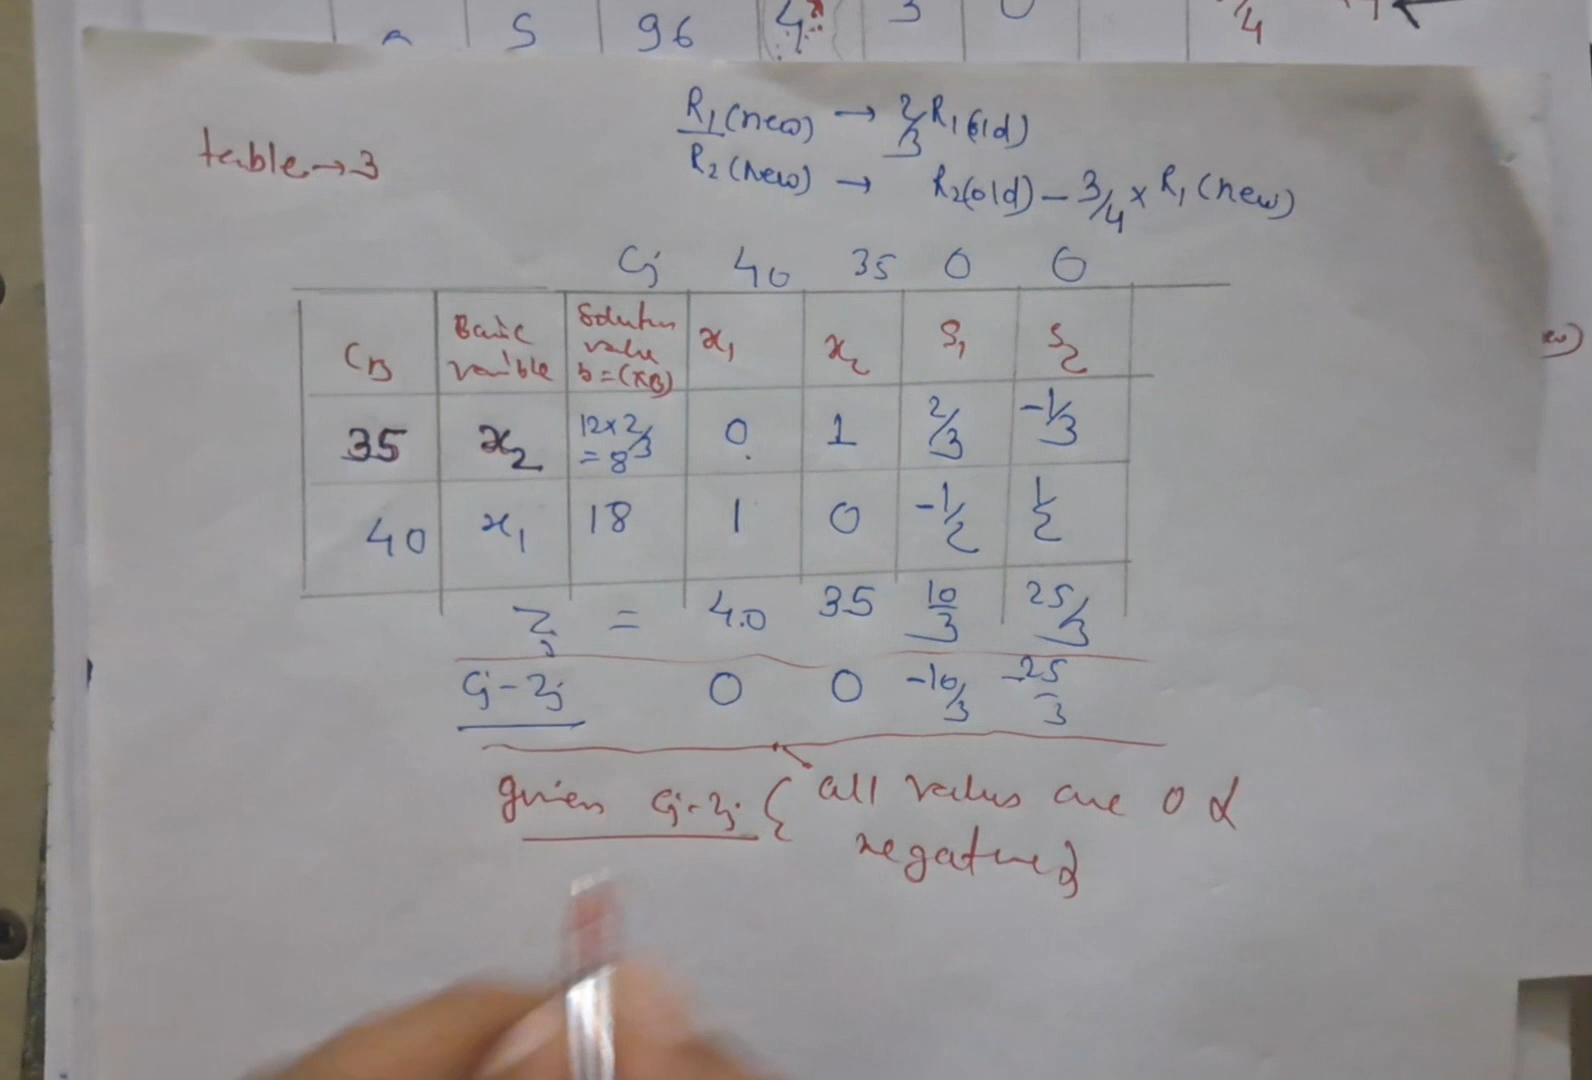 S 96 4 3 0 /4
table→3
R₁(new) → 2/3 R₁(old)
R₂(new) → R₂(old) - 3/4 × R₁(new)
Cj 40 35 0 0
CB Basic variable Solution value b=(XB) x₁ x₂ S₁ S₂
35 x₂ 12×2/3 = 8 0 1 2/3 -1/3
40 x₁ 18 1 0 -1/2 1/2
Zj = 40 35 10/3 25/3
Cj-Zj 0 0 -10/3 -25/3
given Cj-Zj { all values are 0 &
negative}